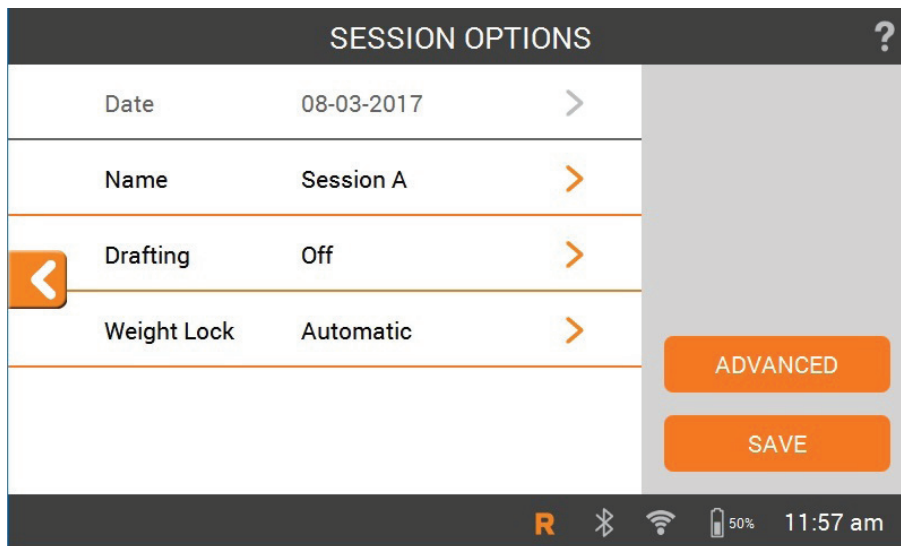 SESSION OPTIONS ?
Date 08-03-2017
Name Session A
Drafting Off
Weight Lock Automatic
ADVANCED
SAVE
R 50% 11:57 am